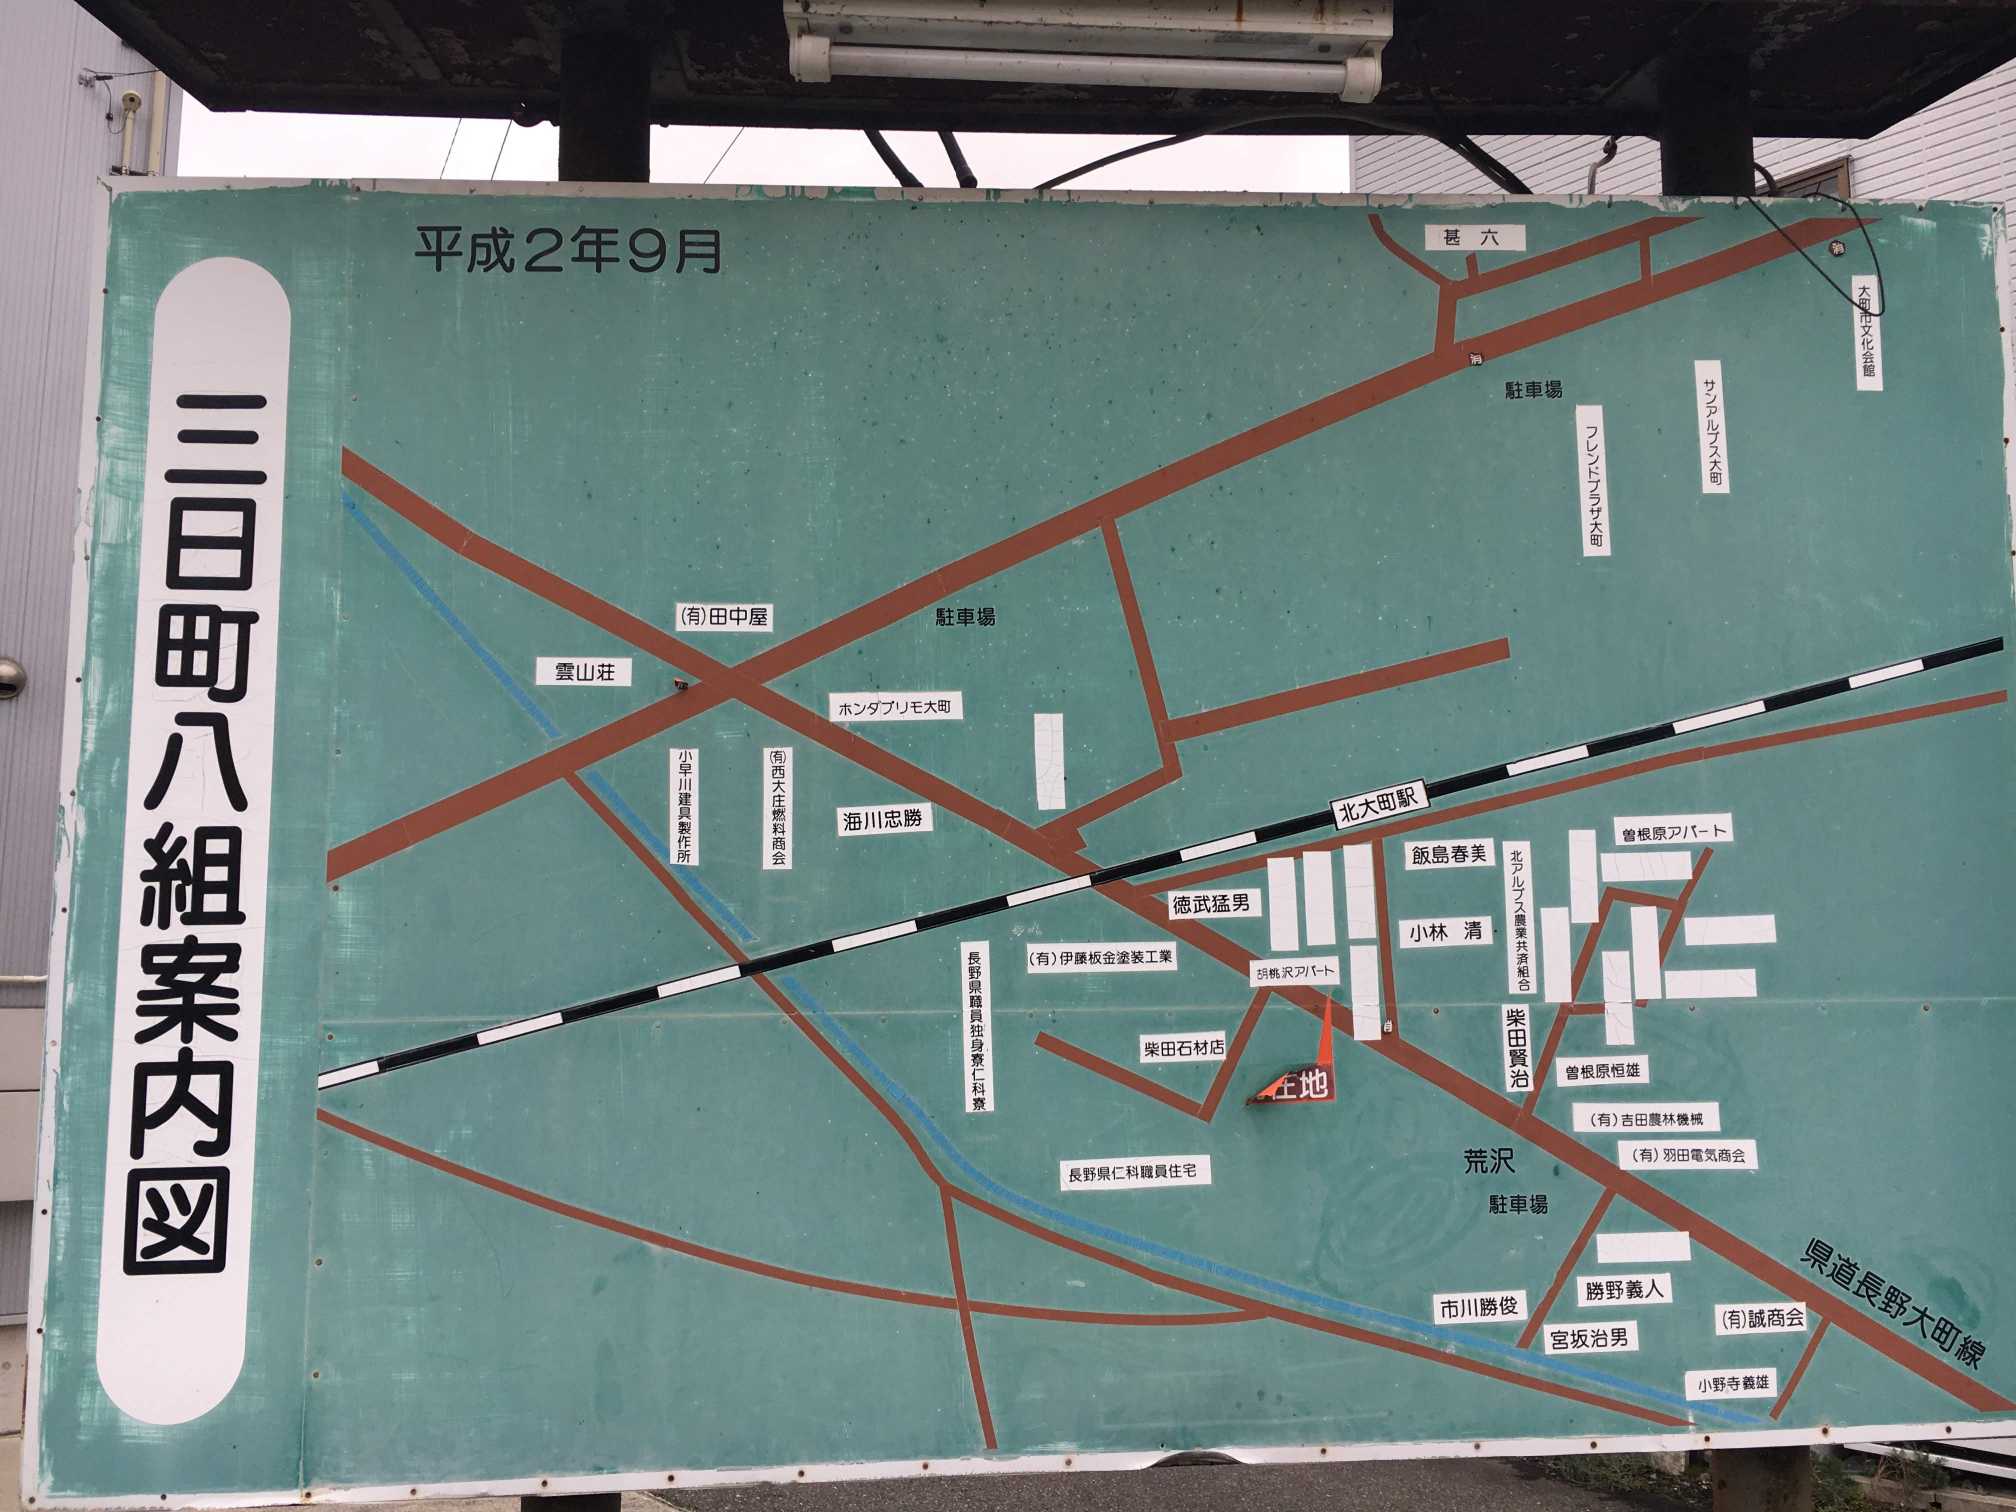 平成2年9月
三日町八組案内図
甚 六
消
大町市文化会館
消
駐車場
サンアルプス大町
フレンドプラザ大町
(有)田中屋
駐車場
雲山荘
ホンダプリモ大町
小早川建具製作所
(有)西大庄燃料商会
海川忠勝
北大町駅
曽根原アパート
飯島春美
北アルプス農業共済組合
徳武猛男
小林 清
(有)伊藤板金塗装工業
長野県職員独身寮仁科寮
胡桃沢アパート
柴田石材店
柴田賢治
在地
曽根原恒雄
(有)吉田農林機械
(有)羽田電気商会
長野県仁科職員住宅
荒沢
駐車場
県道長野大町線
勝野義人
市川勝俊
(有)誠商会
宮坂治男
小野寺義雄